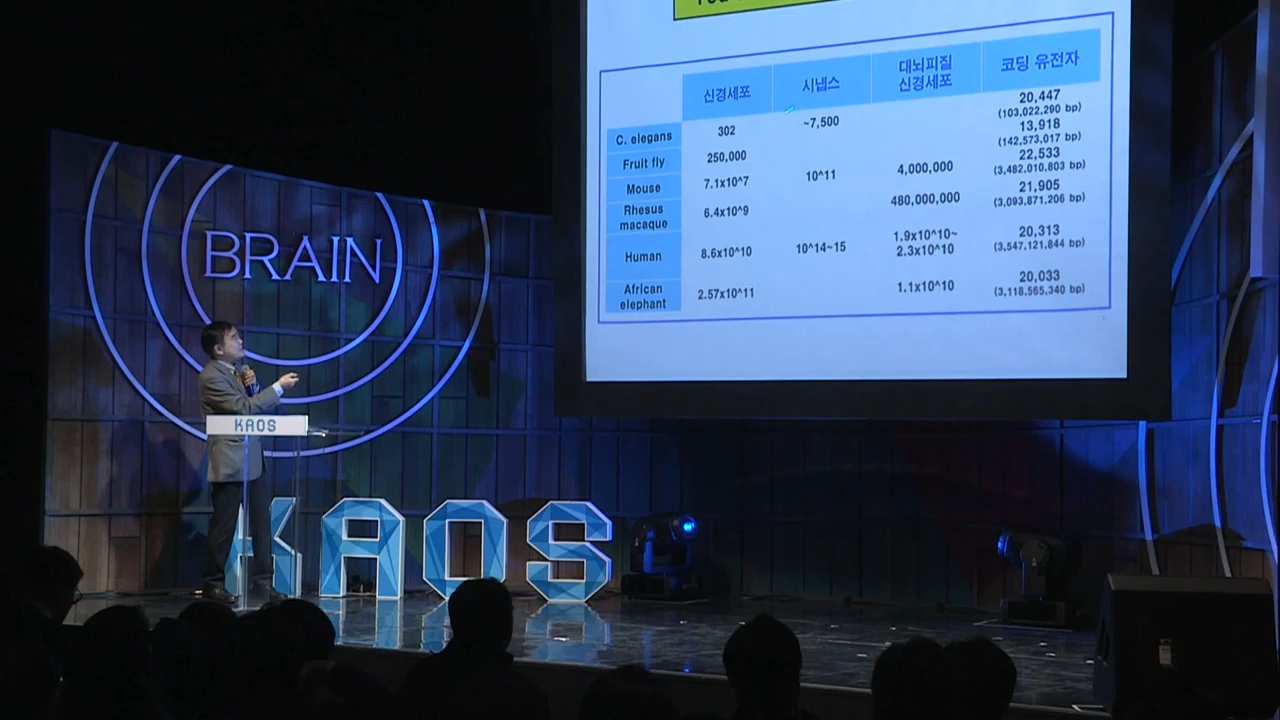 신경세포 시냅스 대뇌피질 신경세포 코딩 유전자
C. elegans 302 ~7,500 20,447 (103,022,290 bp)
Fruit fly 250,000 13,918 (142,573,017 bp)
Mouse 7.1x10^7 10^11 4,000,000 22,533 (3,482,010,803 bp)
Rhesus macaque 6.4x10^9 480,000,000 21,905 (3,093,871,206 bp)
Human 8.6x10^10 10^14~15 1.9x10^10~ 2.3x10^10 20,313 (3,547,121,844 bp)
African elephant 2.57x10^11 1.1x10^10 20,033 (3,118,565,340 bp)
BRAIN
KAOS
KAOS